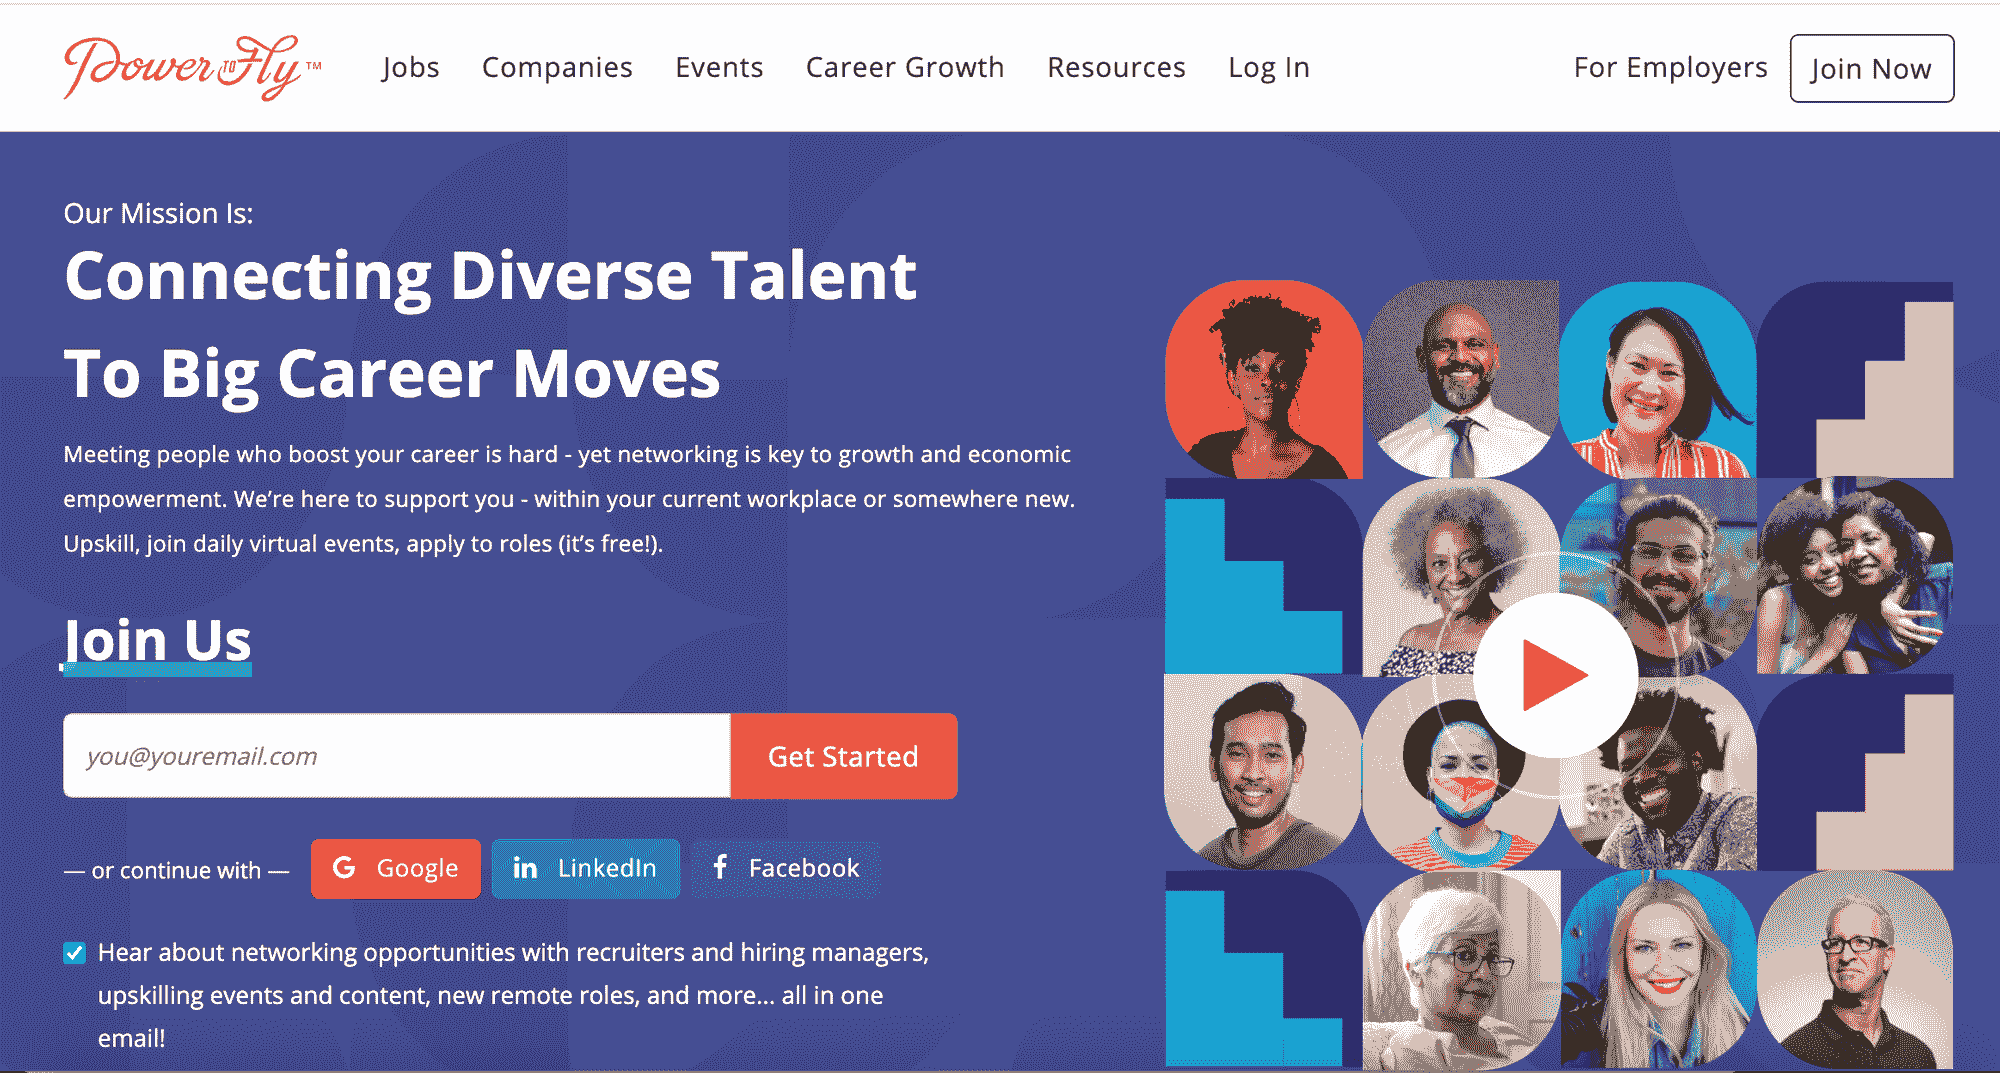 Power to Fly™
Jobs
Companies
Events
Career Growth
Resources
Log In
For Employers
Join Now
Our Mission Is:
Connecting Diverse Talent
To Big Career Moves
Meeting people who boost your career is hard - yet networking is key to growth and economic
empowerment. We’re here to support you - within your current workplace or somewhere new.
Upskill, join daily virtual events, apply to roles (it’s free!).
Join Us
you@youremail.com
Get Started
— or continue with —
G Google
in LinkedIn
f Facebook
Hear about networking opportunities with recruiters and hiring managers,
upskilling events and content, new remote roles, and more... all in one
email!